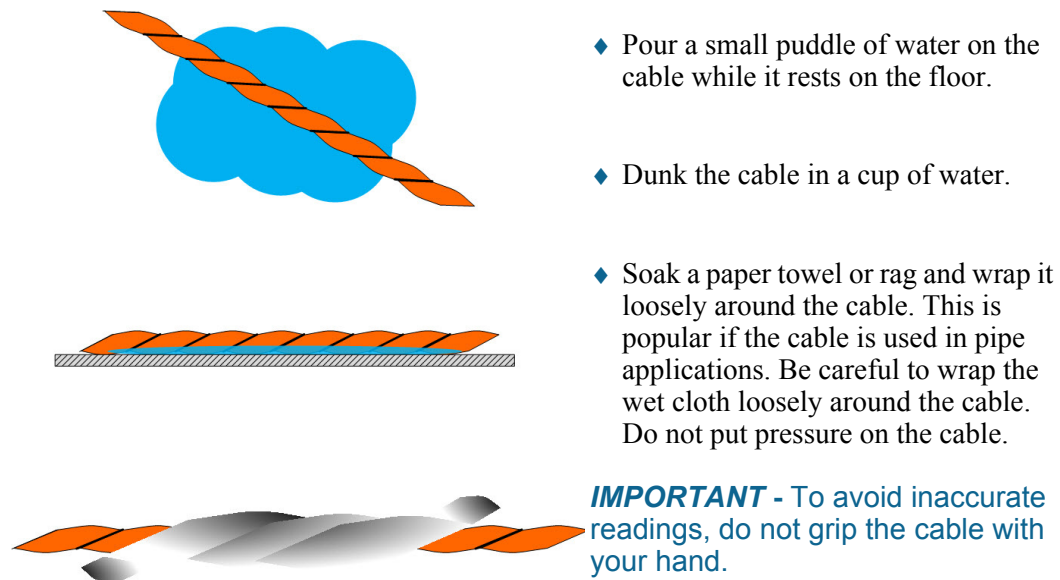 ♦ Pour a small puddle of water on the
cable while it rests on the floor.
♦ Dunk the cable in a cup of water.
♦ Soak a paper towel or rag and wrap it
loosely around the cable. This is
popular if the cable is used in pipe
applications. Be careful to wrap the
wet cloth loosely around the cable.
Do not put pressure on the cable.
IMPORTANT - To avoid inaccurate
readings, do not grip the cable with
your hand.